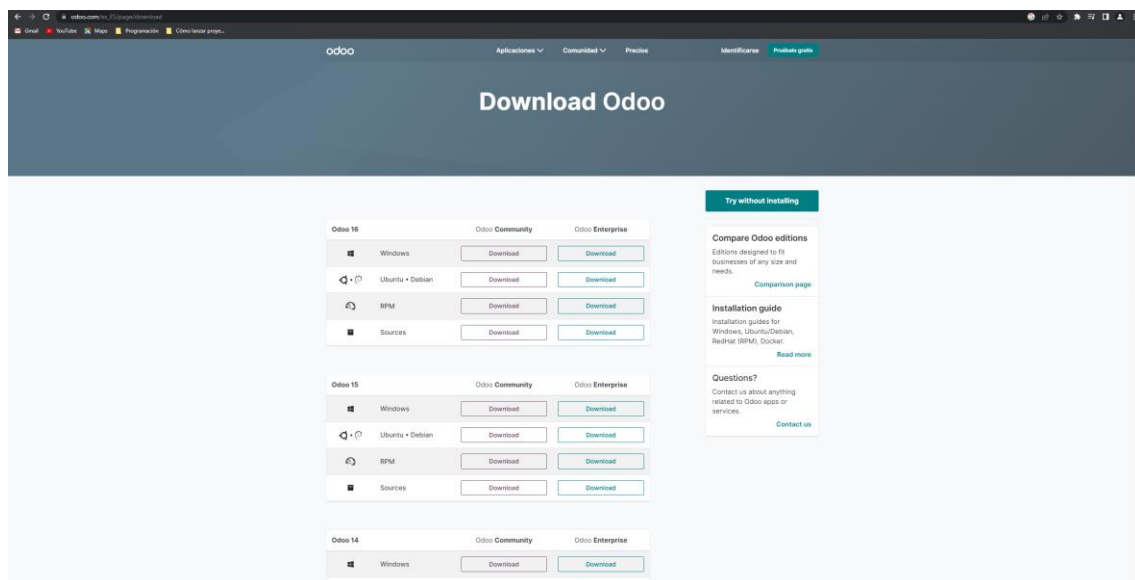 odoo.com/es_ES/page/download
Gmail YouTube Maps Programación Cómo lanzar proye...
odoo Aplicaciones Comunidad Precios Identificarse Pruébalo gratis
Download Odoo
Try without installing
Odoo 16 Odoo Community Odoo Enterprise
Windows Download Download
Ubuntu • Debian Download Download
RPM Download Download
Sources Download Download
Compare Odoo editions
Editions designed to fit
businesses of any size and
needs.
Comparison page
Installation guide
Installation guides for
Windows, Ubuntu/Debian,
RedHat (RPM), Docker.
Read more
Questions?
Contact us about anything
related to Odoo apps or
services.
Contact us
Odoo 15 Odoo Community Odoo Enterprise
Windows Download Download
Ubuntu • Debian Download Download
RPM Download Download
Sources Download Download
Odoo 14 Odoo Community Odoo Enterprise
Windows Download Download